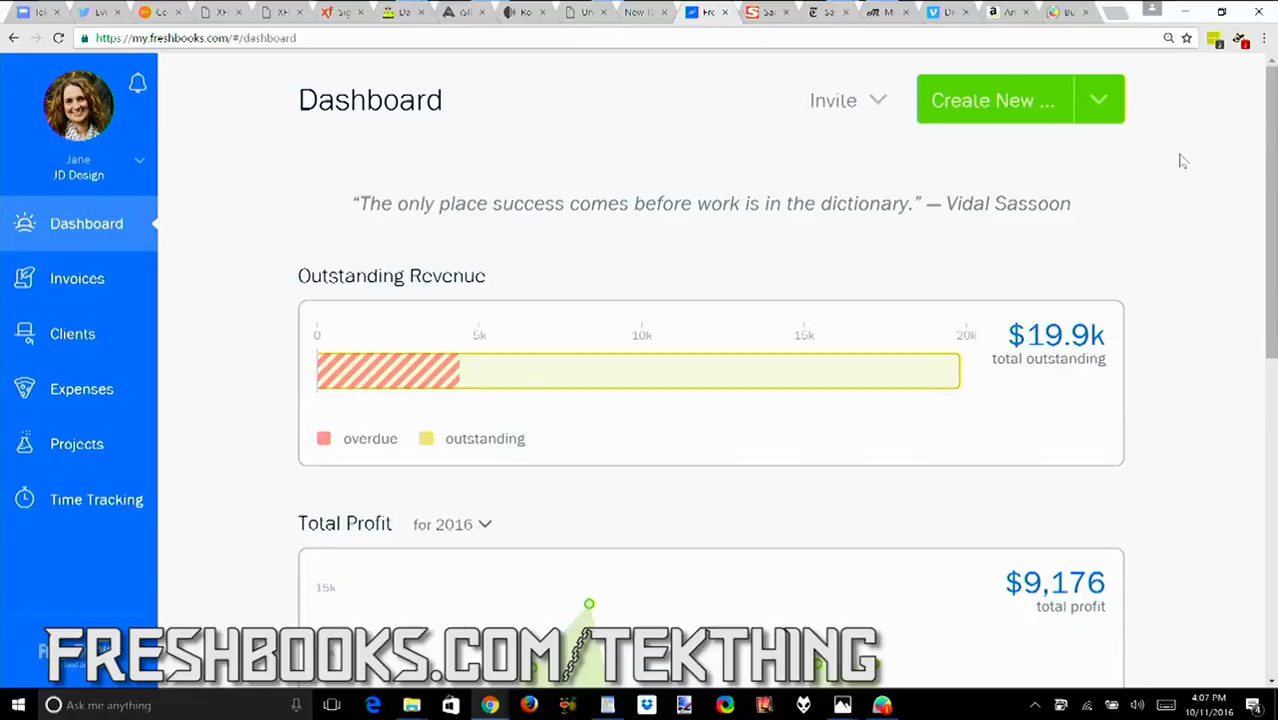 https://my.freshbooks.com/#/dashboard
Jane
JD Design
Dashboard
Invoices
Clients
Expenses
Projects
Time Tracking
Dashboard
Invite
Create New ...
“The only place success comes before work is in the dictionary.” — Vidal Sassoon
Outstanding Revenue
0 5k 10k 15k 20k
$19.9k
total outstanding
overdue outstanding
Total Profit for 2016
15k
$9,176
total profit
FRESHBOOKS.COM/TEKTHING
Ask me anything
4:07 PM
10/11/2016